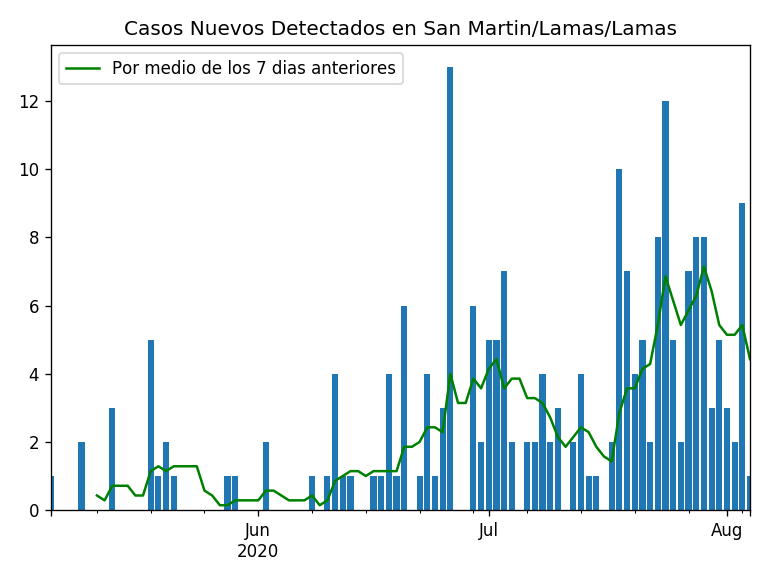 Casos Nuevos Detectados en San Martin/Lamas/Lamas
Por medio de los 7 dias anteriores
12
10
8
6
4
2
0
Jun
2020
Jul
Aug